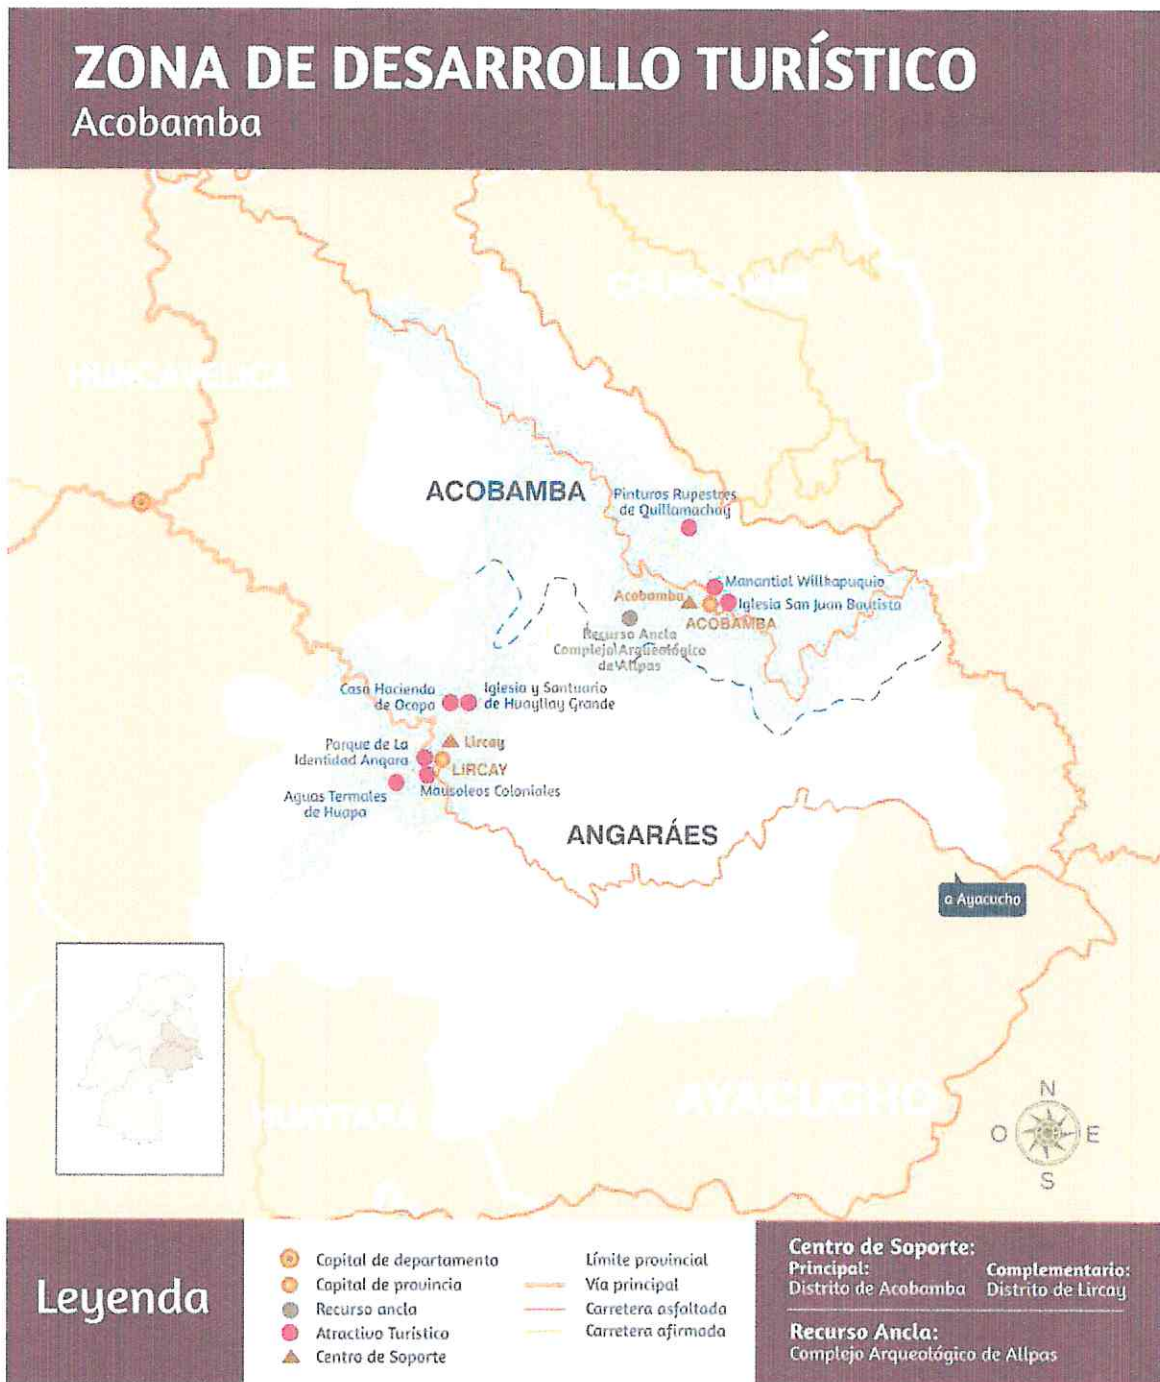 ZONA DE DESARROLLO TURÍSTICO
Acobamba
HUANCAVELICA
CHURCAMPA
ACOBAMBA
Pinturas Rupestres
de Quillamachay
Manantial Willkapuquio
Acobamba
Iglesia San Juan Bautista
ACOBAMBA
Recurso Ancla
Complejo Arqueológico
de Allpas
Casa Hacienda
de Ocopa
Iglesia y Santuario
de Huayllay Grande
Lircay
Parque de La
Identidad Anqara
LIRCAY
Mausoleos Coloniales
Aguas Termales
de Huapa
ANGARÁES
a Ayacucho
HUAYTARA
AYACUCHO
N
O
E
S
Leyenda
Capital de departamento
Capital de provincia
Recurso ancla
Atractivo Turístico
Centro de Soporte
Límite provincial
Vía principal
Carretera asfaltada
Carretera afirmada
Centro de Soporte:
Principal:
Distrito de Acobamba
Complementario:
Distrito de Lircay
Recurso Ancla:
Complejo Arqueológico de Allpas